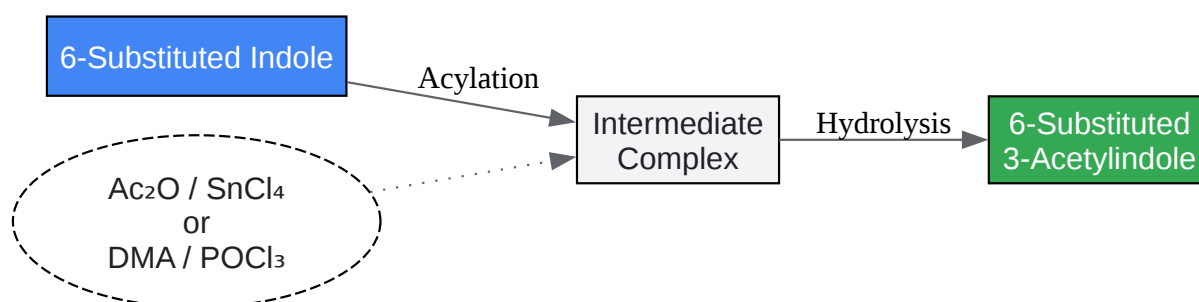 6-Substituted Indole
Acylation
Intermediate
Complex
Hydrolysis
6-Substituted
3-Acetylindole
Ac₂O / SnCl₄
or
DMA / POCl₃